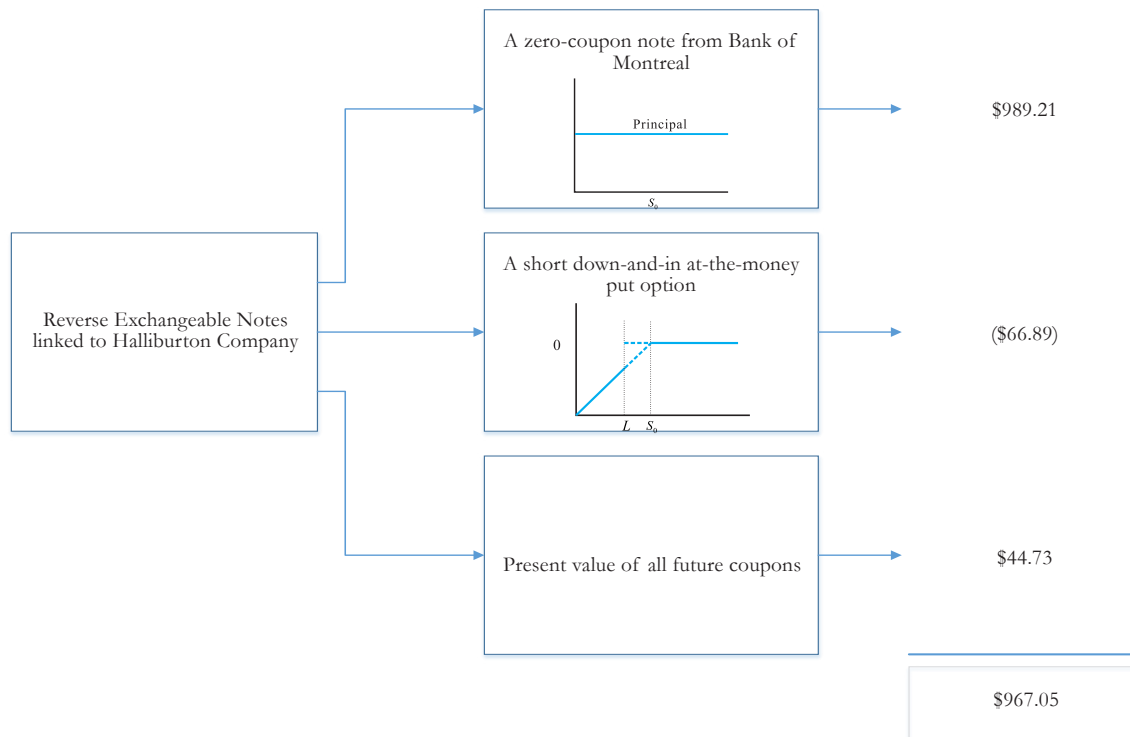 A zero-coupon note from Bank of
Montreal
Principal
S₀
$989.21
Reverse Exchangeable Notes
linked to Halliburton Company
A short down-and-in at-the-money
put option
0
L S₀
($66.89)
Present value of all future coupons
$44.73
$967.05